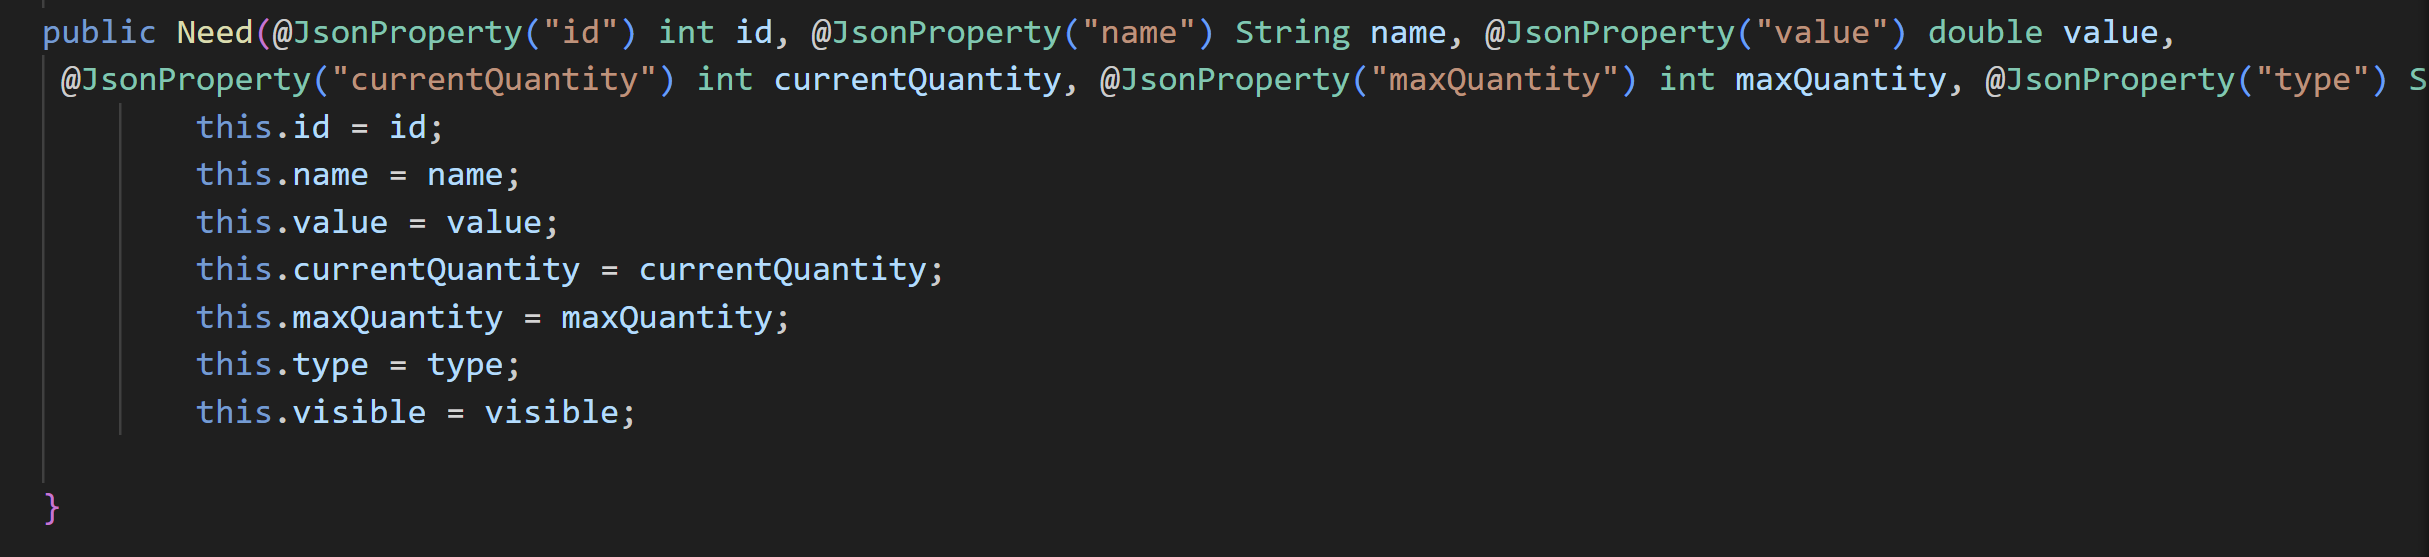 public Need(@JsonProperty("id") int id, @JsonProperty("name") String name, @JsonProperty("value") double value,
@JsonProperty("currentQuantity") int currentQuantity, @JsonProperty("maxQuantity") int maxQuantity, @JsonProperty("type") S
this.id = id;
this.name = name;
this.value = value;
this.currentQuantity = currentQuantity;
this.maxQuantity = maxQuantity;
this.type = type;
this.visible = visible;
}